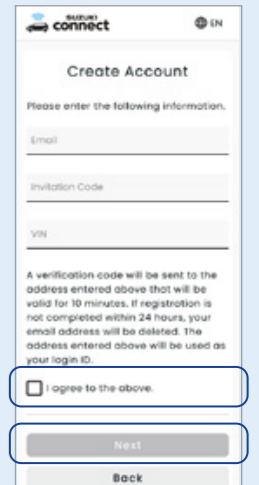 SUZUKI
connect
EN
Create Account
Please enter the following information.
Email
Invitation Code
VIN
A verification code will be sent to the
address entered above that will be
valid for 10 minutes. If registration is
not completed within 24 hours, your
email address will be deleted. The
address entered above will be used as
your login ID.
I agree to the above.
Next
Back